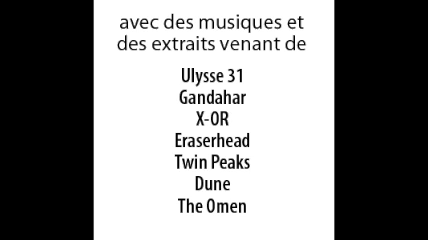 avec des musiques et
des extraits venant de
Ulysse 31
Gandahar
X-OR
Eraserhead
Twin Peaks
Dune
The Omen